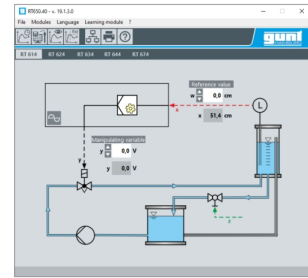 RT650.40 - v. 19.1.3.0
File Modules Language Learning module ?
gunt
RT 614 RT 624 RT 634 RT 644 RT 674
Reference value
w 0,0 cm
x 51,4 cm
x
L
Manipulating variable
y 0,0 V
y 0,0 V
y
z